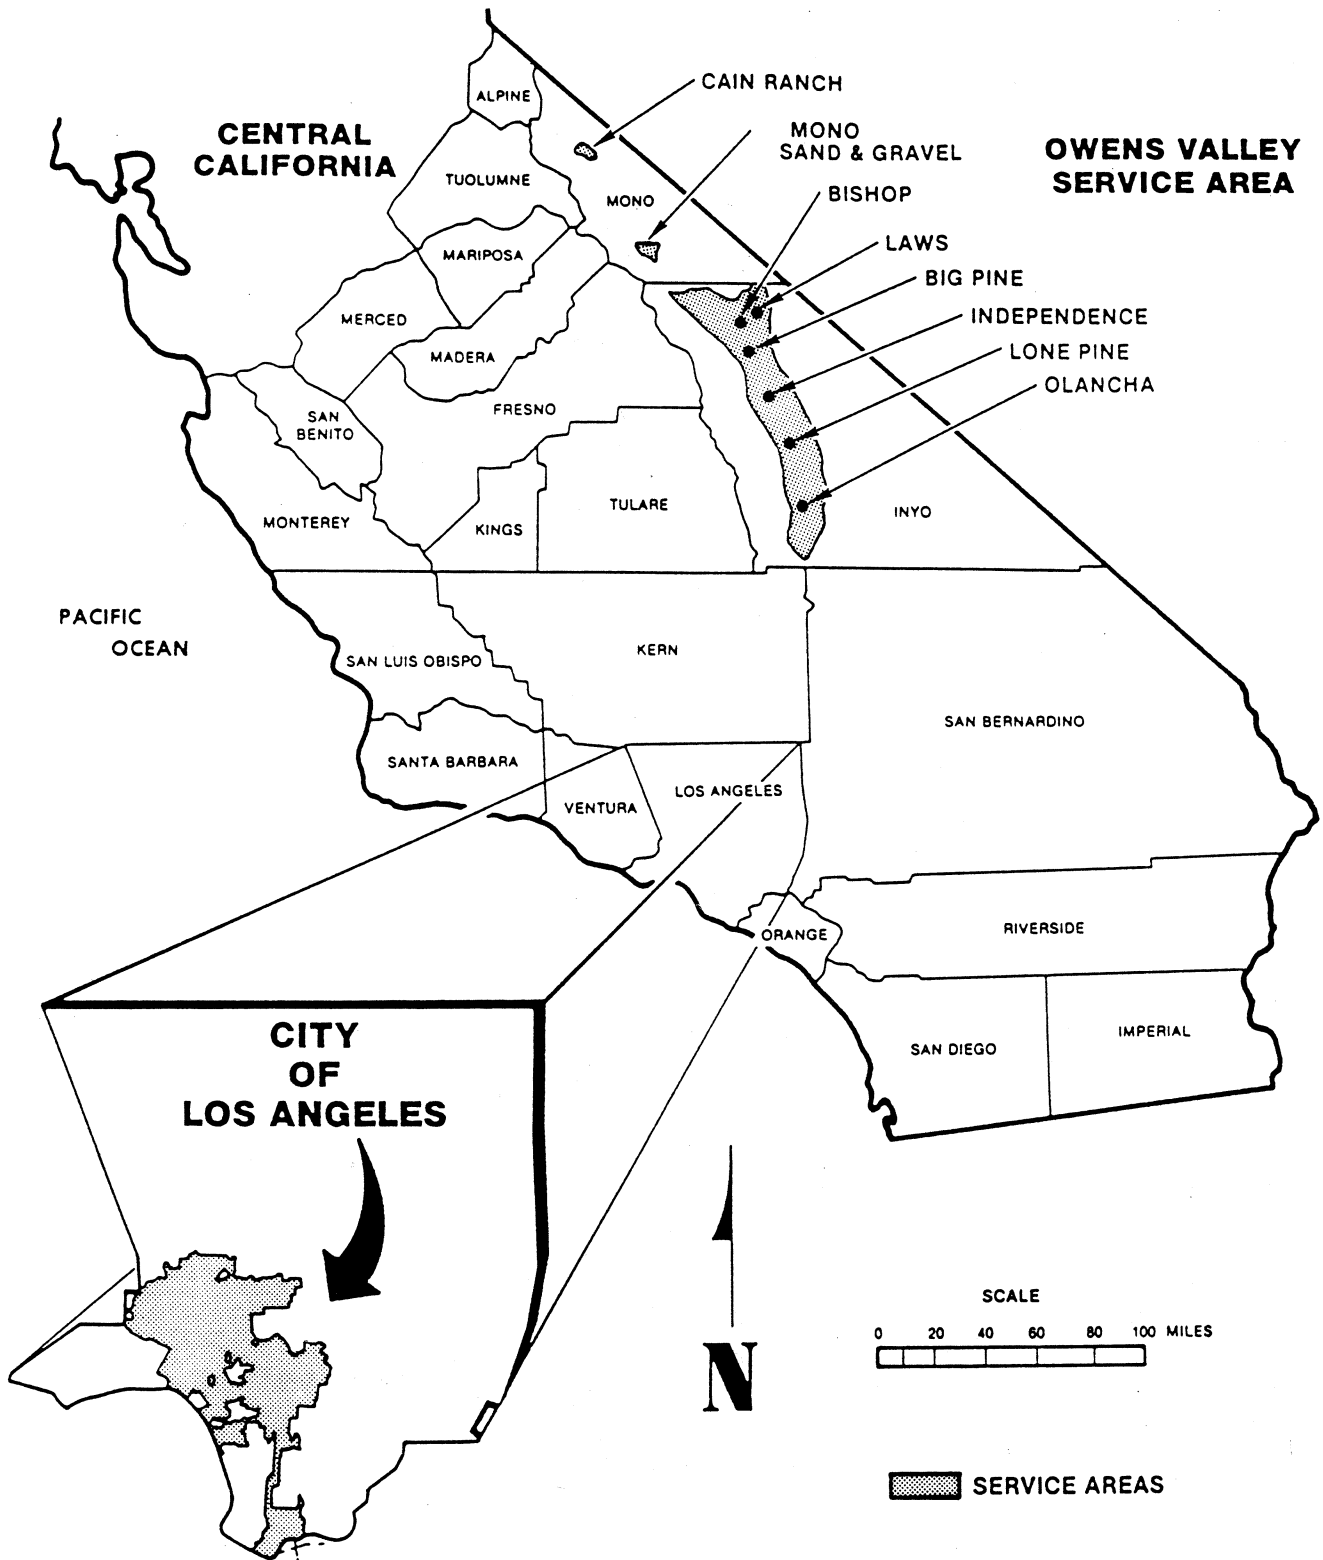 CENTRAL
CALIFORNIA
OWENS VALLEY
SERVICE AREA
CAIN RANCH
MONO
SAND & GRAVEL
BISHOP
LAWS
BIG PINE
INDEPENDENCE
LONE PINE
OLANCHA
ALPINE
TUOLUMNE
MONO
MARIPOSA
MERCED
MADERA
FRESNO
SAN
BENITO
MONTEREY
KINGS
TULARE
INYO
PACIFIC
OCEAN
SAN LUIS OBISPO
KERN
SAN BERNARDINO
SANTA BARBARA
VENTURA
LOS ANGELES
ORANGE
RIVERSIDE
SAN DIEGO
IMPERIAL
CITY
OF
LOS ANGELES
N
SCALE
0 20 40 60 80 100 MILES
SERVICE AREAS